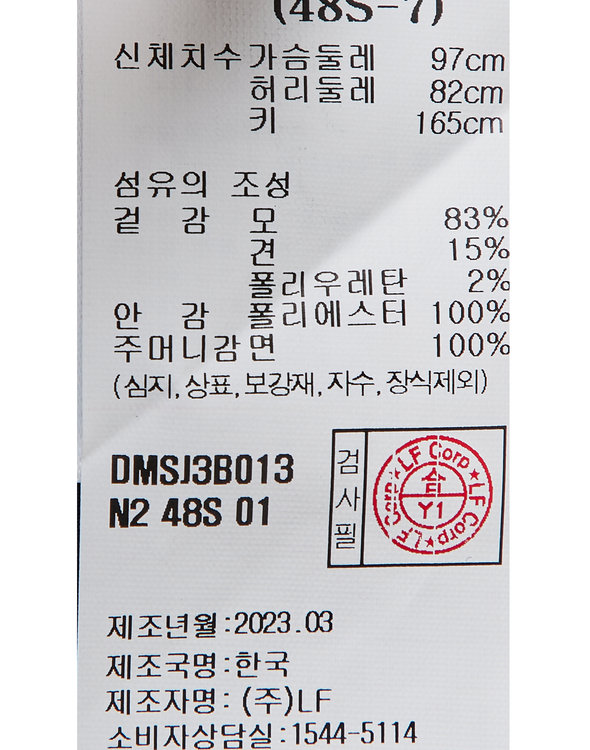 (48S-7)
신체치수 가슴둘레 97cm
허리둘레 82cm
키 165cm
섬유의 조성
겉 감 모 83%
견 15%
폴리우레탄 2%
안 감 폴리에스터 100%
주머니감 면 100%
(심지, 상표, 보강재, 자수, 장식제외)
DMSJ3B013
N2 48S 01
검사필
LF Corp ★ LF Corp ★ LF Corp ★
합
Y1
제조년월:2023.03
제조국명:한국
제조자명: (주)LF
소비자상담실:1544-5114